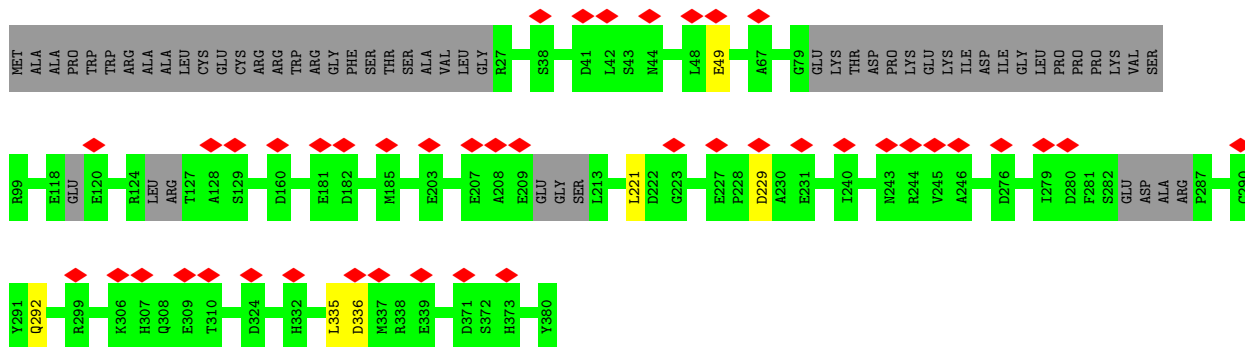 MET ALA ALA PRO TRP TRP ARG ALA ALA LEU CYS GLU CYS ARG ARG TRP ARG GLY PHE SER THR SER ALA VAL LEU GLY R27 S38 D41 L42 S43 N44 L48 E49 A67 G79 GLU LYS THR ASP PRO LYS GLU LYS ILE ASP ILE GLY LEU PRO PRO PRO LYS VAL SER
R99 E118 GLU E120 R124 LEU ARG T127 A128 S129 D160 E181 D182 M185 E203 E207 A208 E209 GLU GLY SER L213 L221 D222 G223 E227 P228 D229 A230 E231 I240 N243 R244 V245 A246 D276 I279 D280 F281 S282 GLU ASP ALA ARG P287 C290
Y291 Q292 R299 K306 H307 Q308 E309 T310 D324 H332 L335 D336 M337 R338 E339 D371 S372 H373 Y380